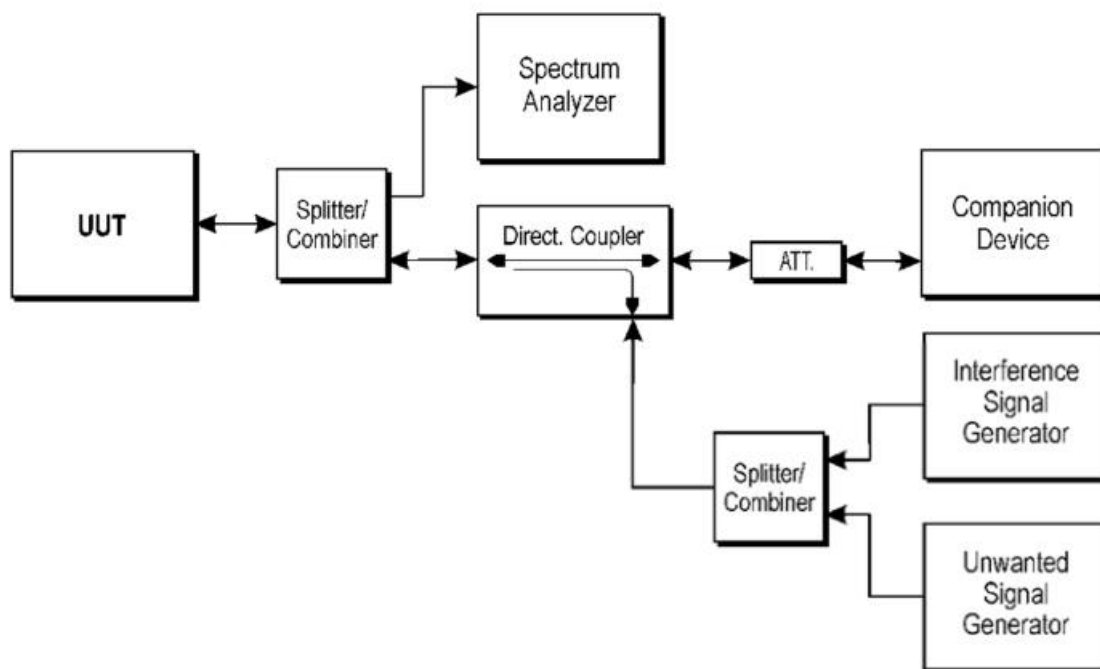 Spectrum
Analyzer
UUT
Splitter/
Combiner
Direct. Coupler
ATT.
Companion
Device
Interference
Signal
Generator
Splitter/
Combiner
Unwanted
Signal
Generator